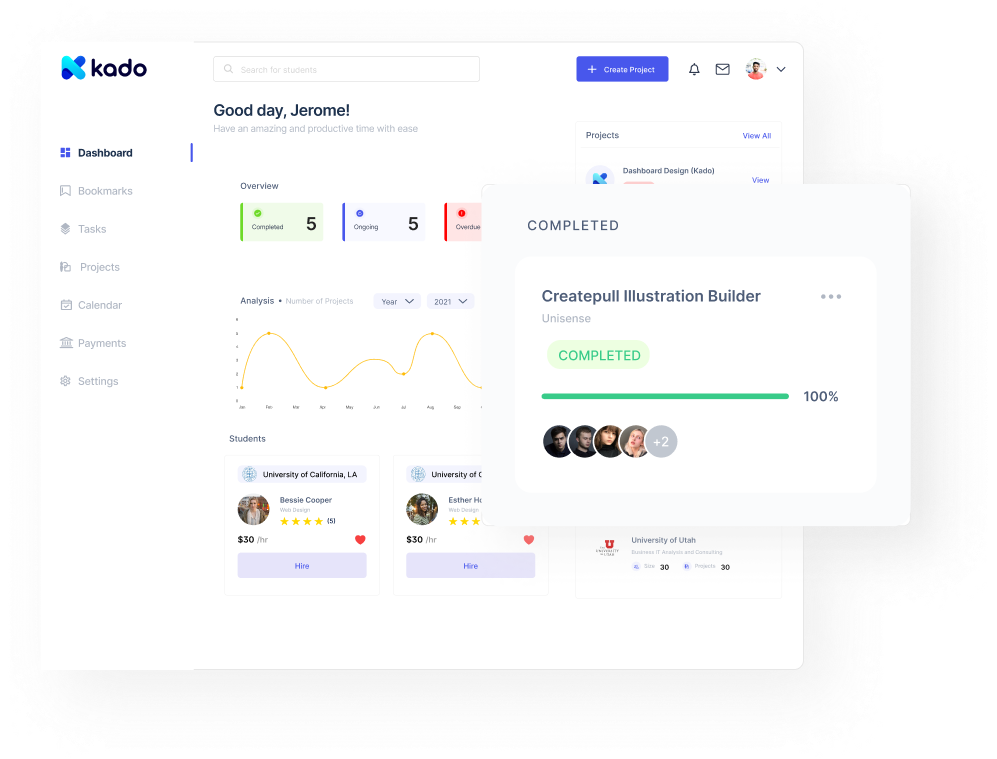 kado
Search for students
Create Project
Good day, Jerome!
Have an amazing and productive time with ease
Dashboard
Bookmarks
Tasks
Projects
Calendar
Payments
Settings
Overview
Completed 5
Ongoing 5
Overdue
Analysis • Number of Projects
Year
2021
Jan Feb Mar Apr May Jun Jul Aug Sep
Students
University of California, LA
Bessie Cooper
Web Design
(5)
$30 /hr
Hire
University of
Esther
Web Design
$30 /hr
Hire
Projects
View All
Dashboard Design (Kado)
View
COMPLETED
Createpull Illustration Builder
Unisense
COMPLETED
100%
+2
UNIVERSITY
OF UTAH
University of Utah
Business IT Analysis and Consulting
Size 30
Projects 30